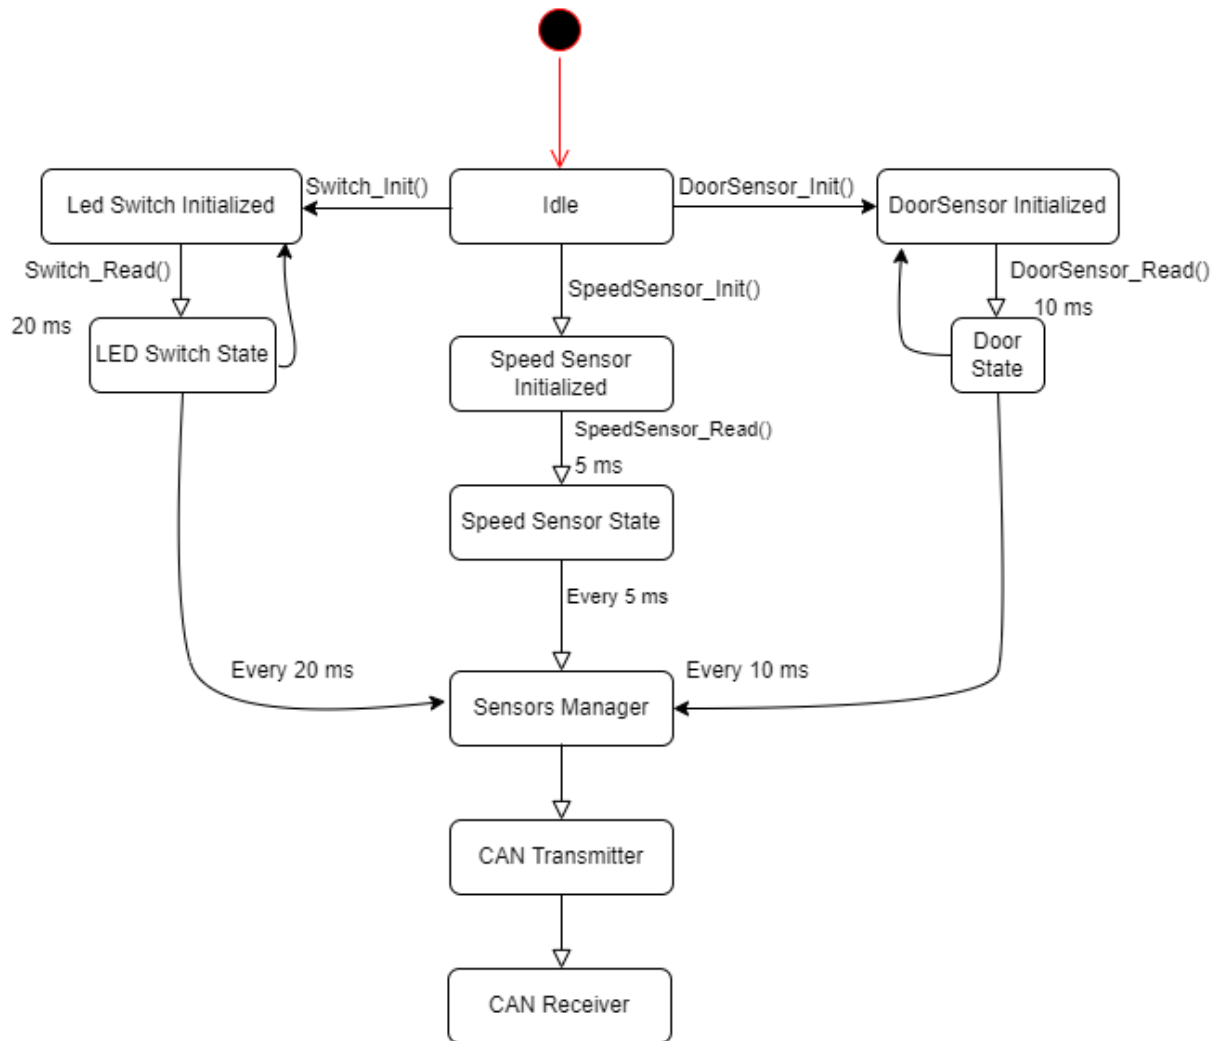 Led Switch Initialized
Switch_Init()
Idle
DoorSensor_Init()
DoorSensor Initialized
Switch_Read()
SpeedSensor_Init()
DoorSensor_Read()
20 ms
10 ms
LED Switch State
Speed Sensor
Initialized
Door
State
SpeedSensor_Read()
5 ms
Speed Sensor State
Every 5 ms
Every 20 ms
Every 10 ms
Sensors Manager
CAN Transmitter
CAN Receiver